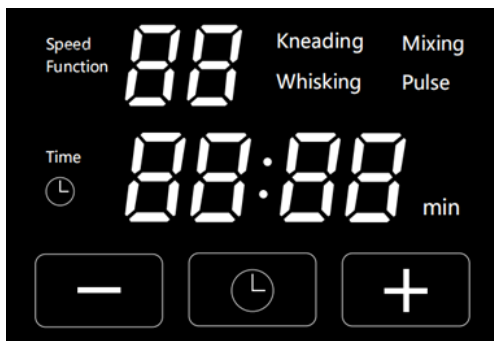 Speed
Function
88
Kneading
Mixing
Whisking
Pulse
Time
88:88
min